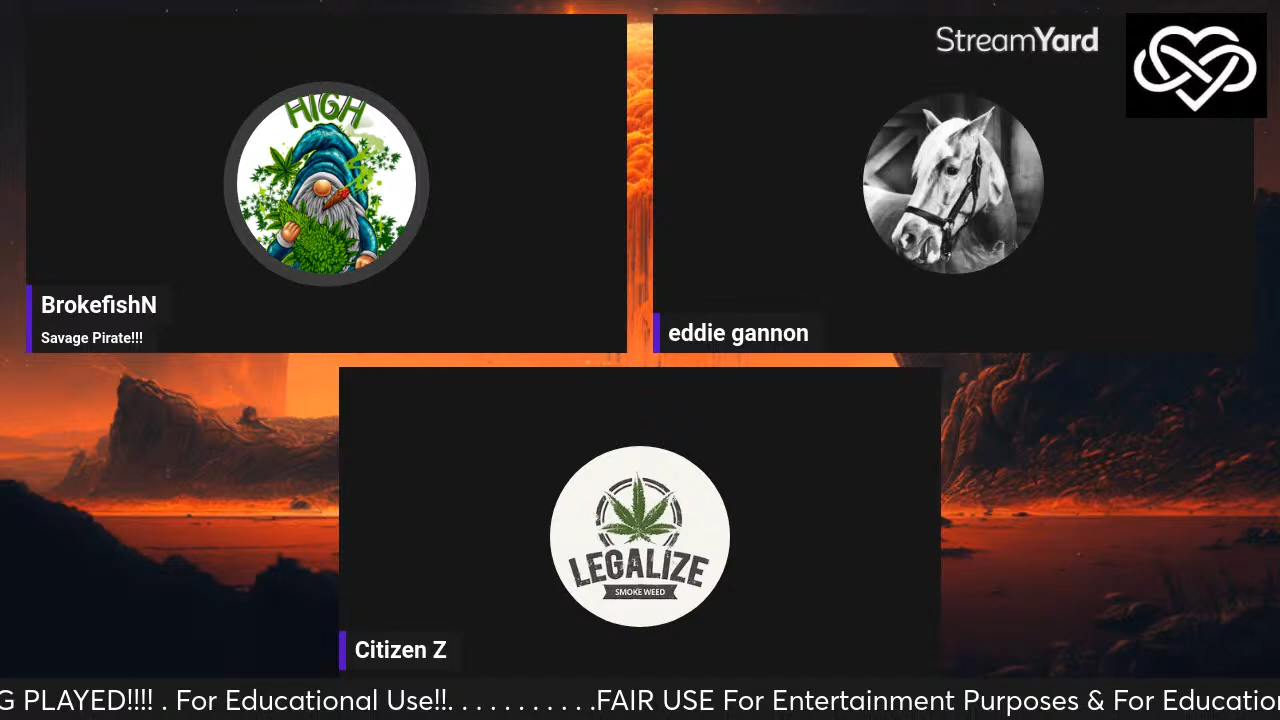 StreamYard
HIGH
BrokefishN
Savage Pirate!!!
eddie gannon
LEGALIZE
SMOKE WEED
Citizen Z
G PLAYED!!!! . For Educational Use!!. . . . . . . . . . .FAIR USE For Entertainment Purposes & For Education